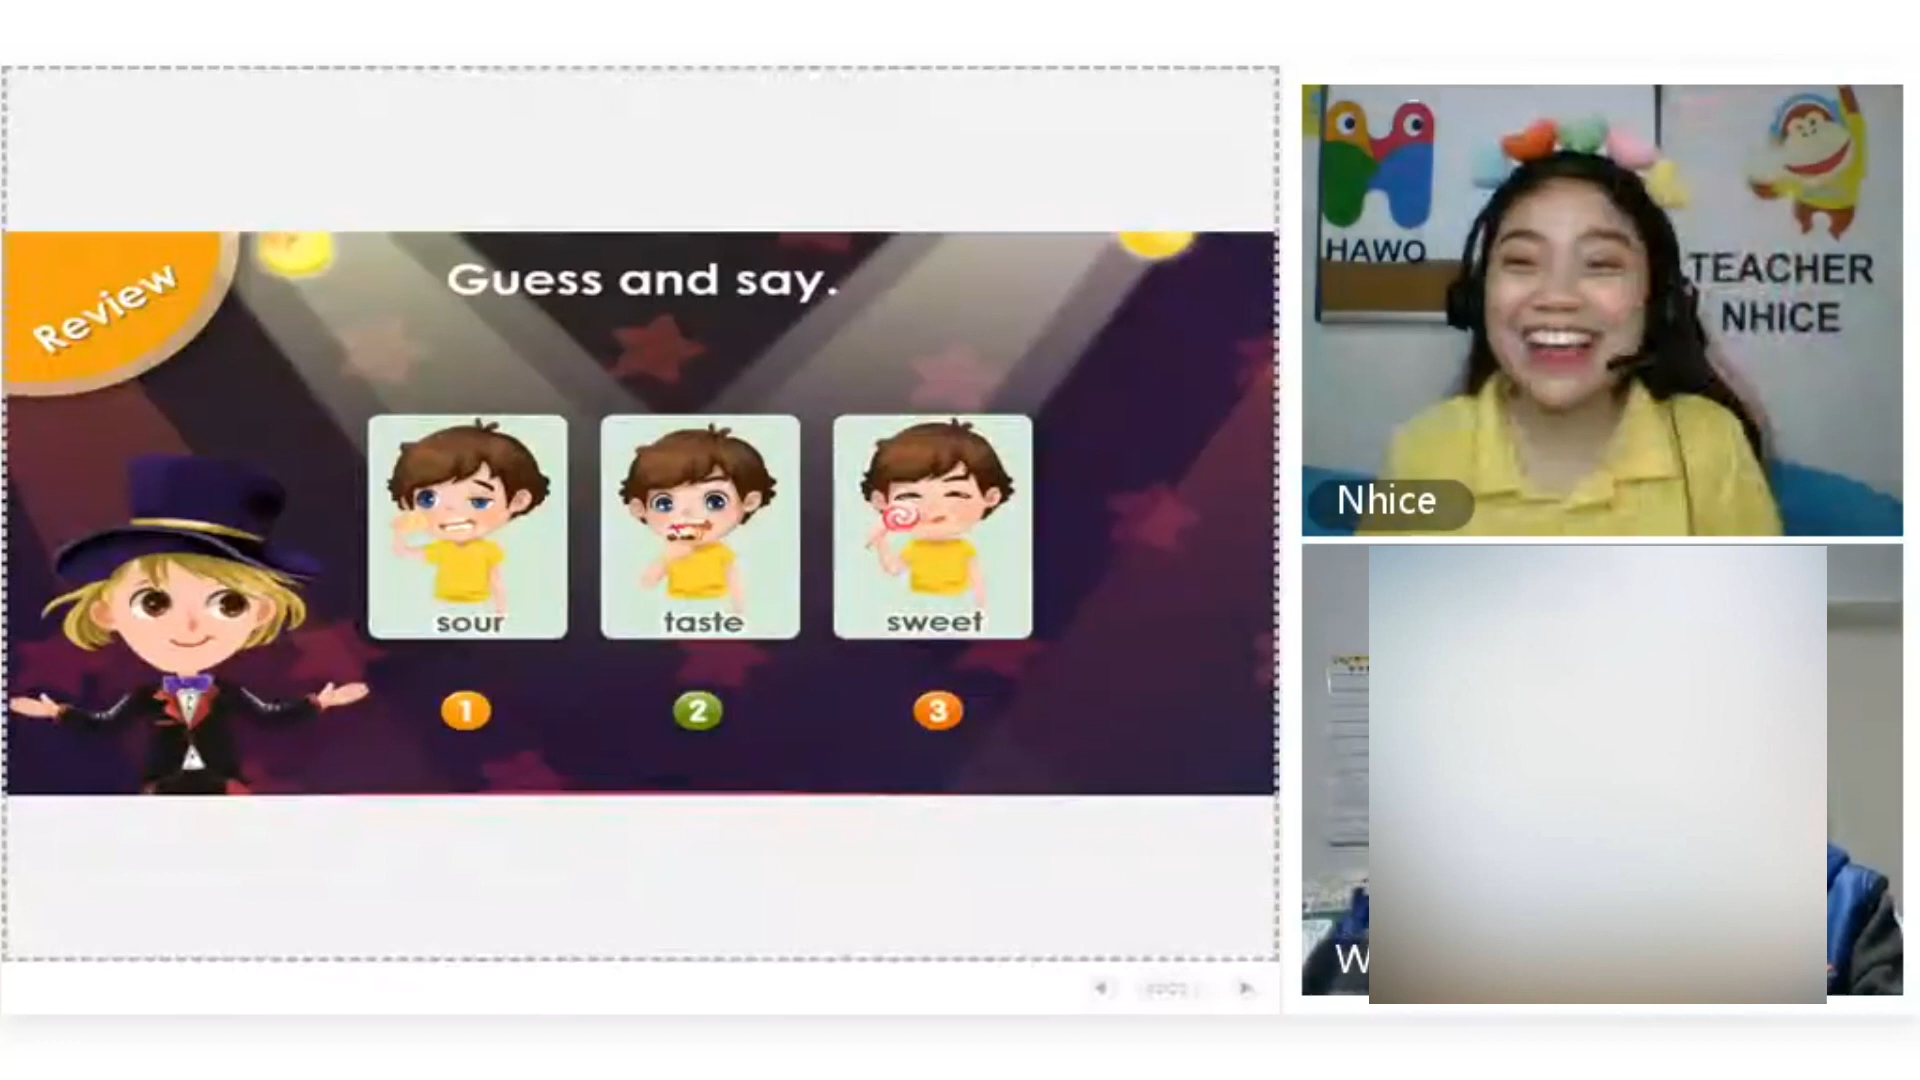 Review
Guess and say.
sour
taste
sweet
1
2
3
HAWO
TEACHER
NHICE
Nhice
W